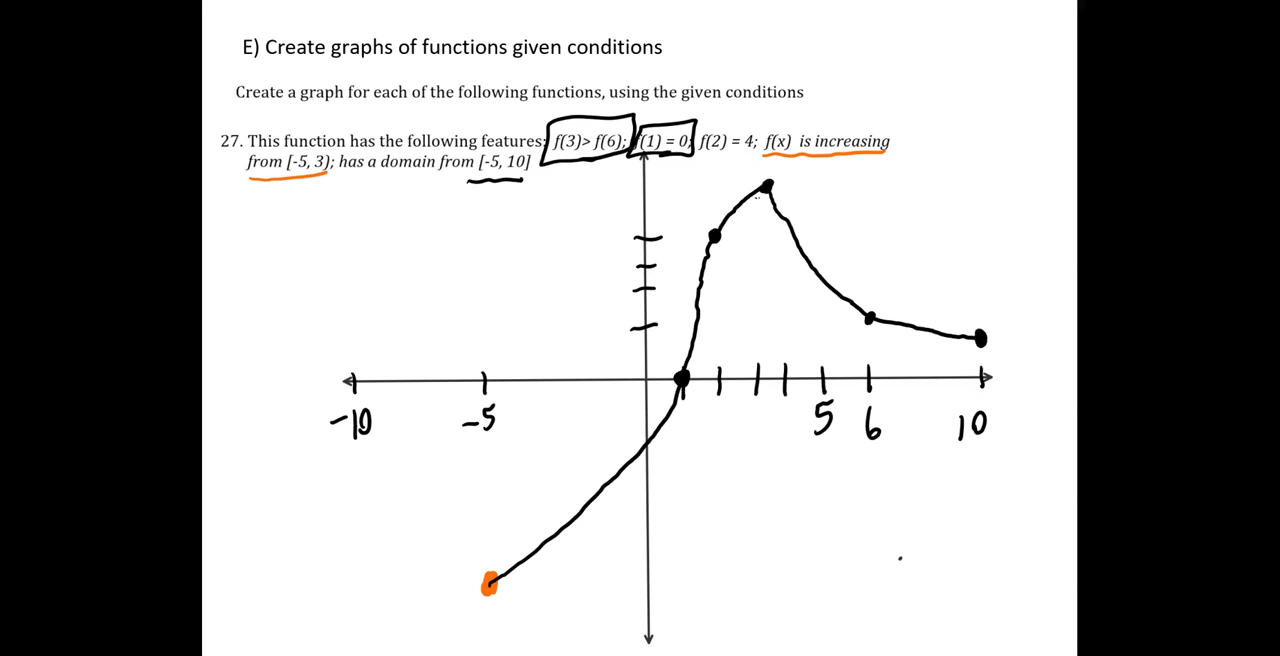 E) Create graphs of functions given conditions
Create a graph for each of the following functions, using the given conditions
27. This function has the following features: f(3)> f(6); f(1) = 0; f(2) = 4; f(x) is increasing
from [-5, 3); has a domain from [-5, 10]
-10 -5 5 6 10